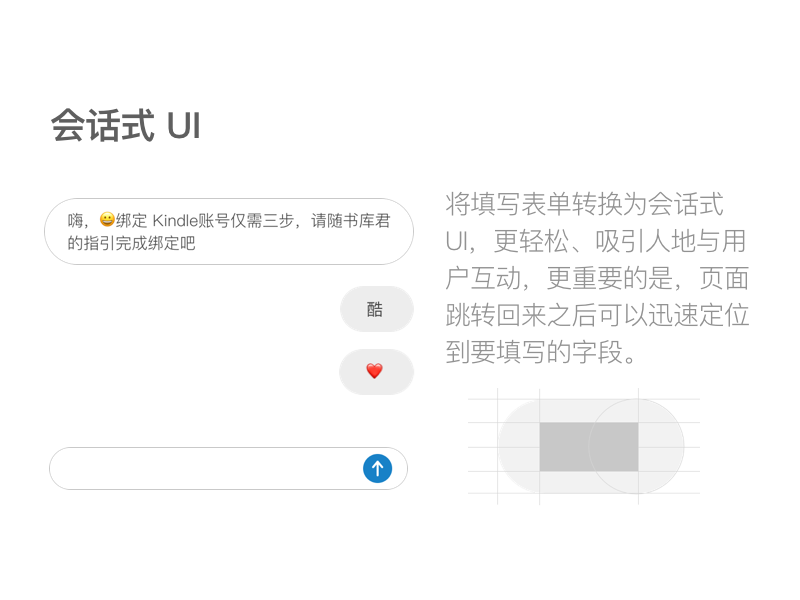 会话式 UI
嗨，😀绑定 Kindle账号仅需三步，请随书库君
的指引完成绑定吧
酷
❤️
将填写表单转换为会话式
UI，更轻松、吸引人地与用
户互动，更重要的是，页面
跳转回来之后可以迅速定位
到要填写的字段。